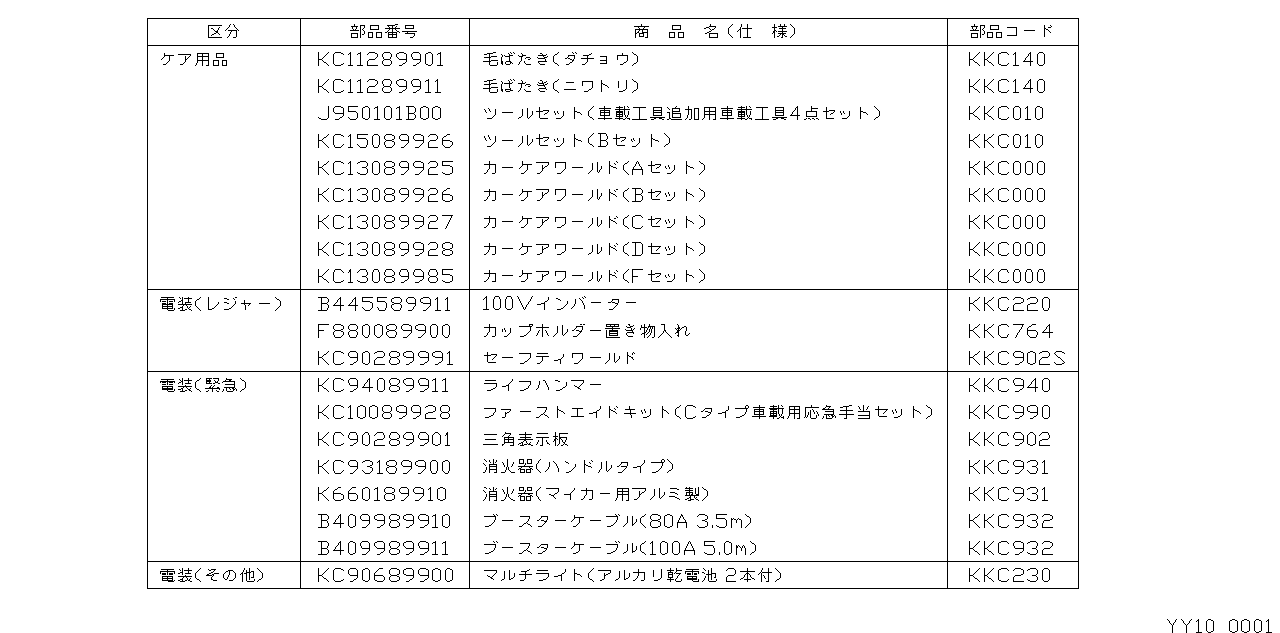 区分 部品番号 商 品 名(仕 様) 部品コード
ケア用品 KC11289901 毛ばたき(ダチョウ) KKC140
KC11289911 毛ばたき(ニワトリ) KKC140
J950101B00 ツールセット(車載工具追加用車載工具4点セット) KKC010
KC15089926 ツールセット(Bセット) KKC010
KC13089925 カーケアワールド(Aセット) KKC000
KC13089926 カーケアワールド(Bセット) KKC000
KC13089927 カーケアワールド(Cセット) KKC000
KC13089928 カーケアワールド(Dセット) KKC000
KC13089985 カーケアワールド(Fセット) KKC000
電装(レジャー) B445589911 100Vインバーター KKC220
F880089900 カップホルダー置き物入れ KKC764
KC90289991 セーフティワールド KKC902S
電装(緊急) KC94089911 ライフハンマー KKC940
KC10089928 ファーストエイドキット(Cタイプ車載用応急手当セット) KKC990
KC90289901 三角表示板 KKC902
KC93189900 消火器(ハンドルタイプ) KKC931
K660189910 消火器(マイカー用アルミ製) KKC931
B409989910 ブースターケーブル(80A 3.5m) KKC932
B409989911 ブースターケーブル(100A 5.0m) KKC932
電装(その他) KC90689900 マルチライト(アルカリ乾電池 2本付) KKC230
YY10 0001